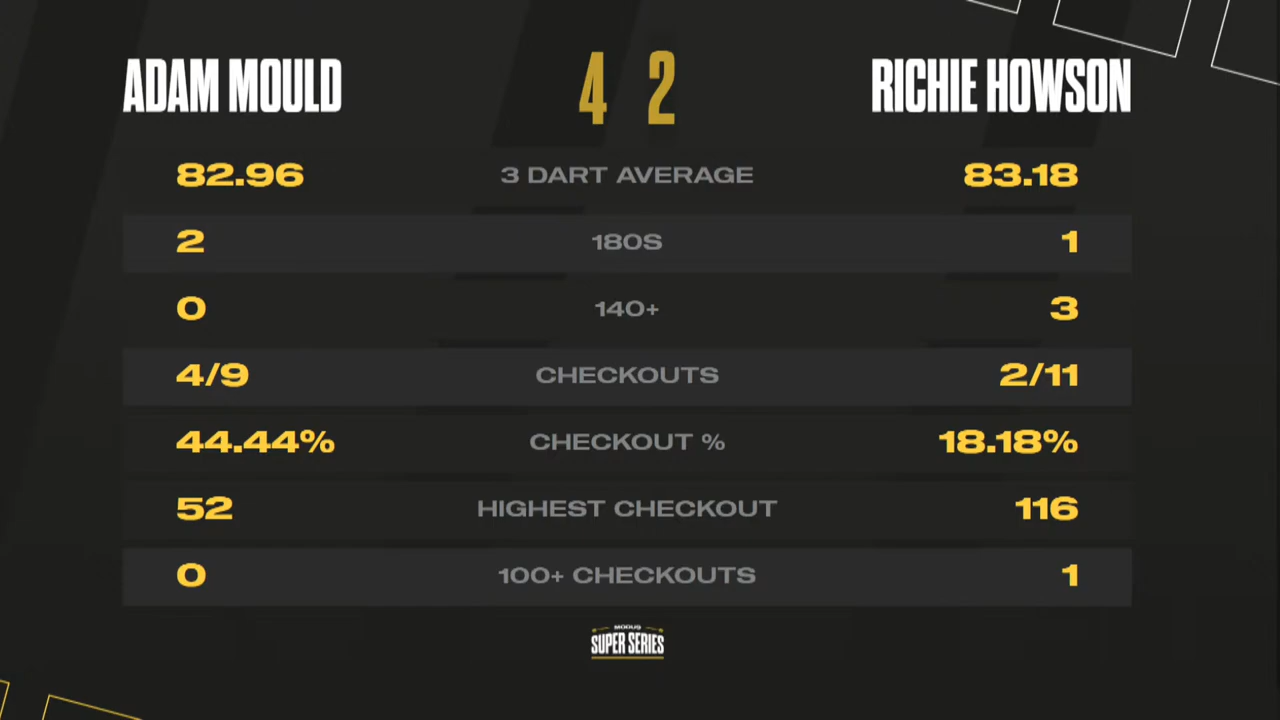 ADAM MOULD 4 2 RICHIE HOWSON
82.96 3 DART AVERAGE 83.18
2 180S 1
0 140+ 3
4/9 CHECKOUTS 2/11
44.44% CHECKOUT % 18.18%
52 HIGHEST CHECKOUT 116
0 100+ CHECKOUTS 1
MODUS
SUPER SERIES